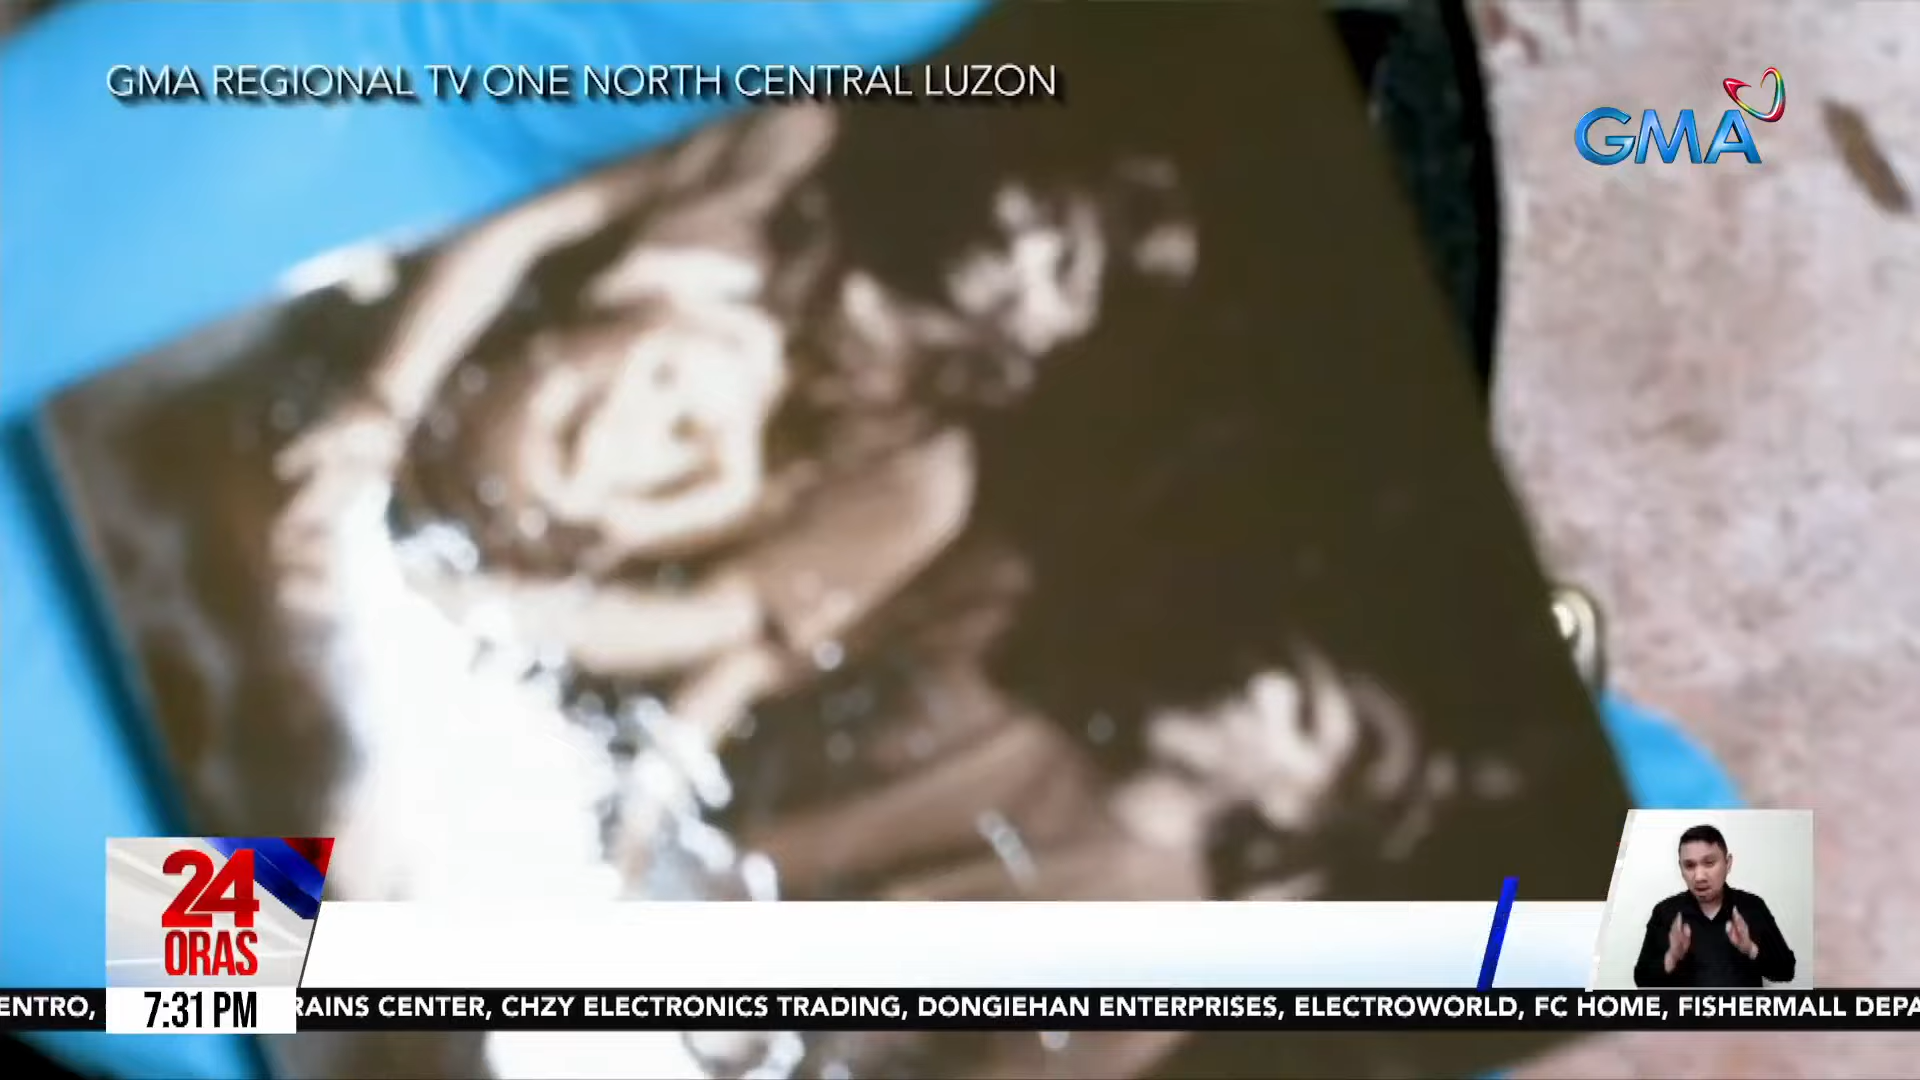 GMA REGIONAL TV ONE NORTH CENTRAL LUZON
GMA
24
ORAS
7:31 PM
ENTRO, RAINS CENTER, CHZY ELECTRONICS TRADING, DONGIEHAN ENTERPRISES, ELECTROWORLD, FC HOME, FISHERMALL DEPA